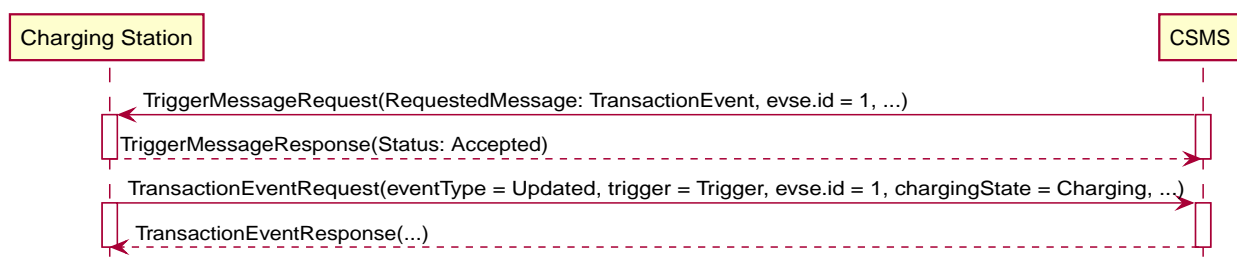 Charging Station
CSMS
TriggerMessageRequest(RequestedMessage: TransactionEvent, evse.id = 1, ...)
TriggerMessageResponse(Status: Accepted)
TransactionEventRequest(eventType = Updated, trigger = Trigger, evse.id = 1, chargingState = Charging, ...)
TransactionEventResponse(...)